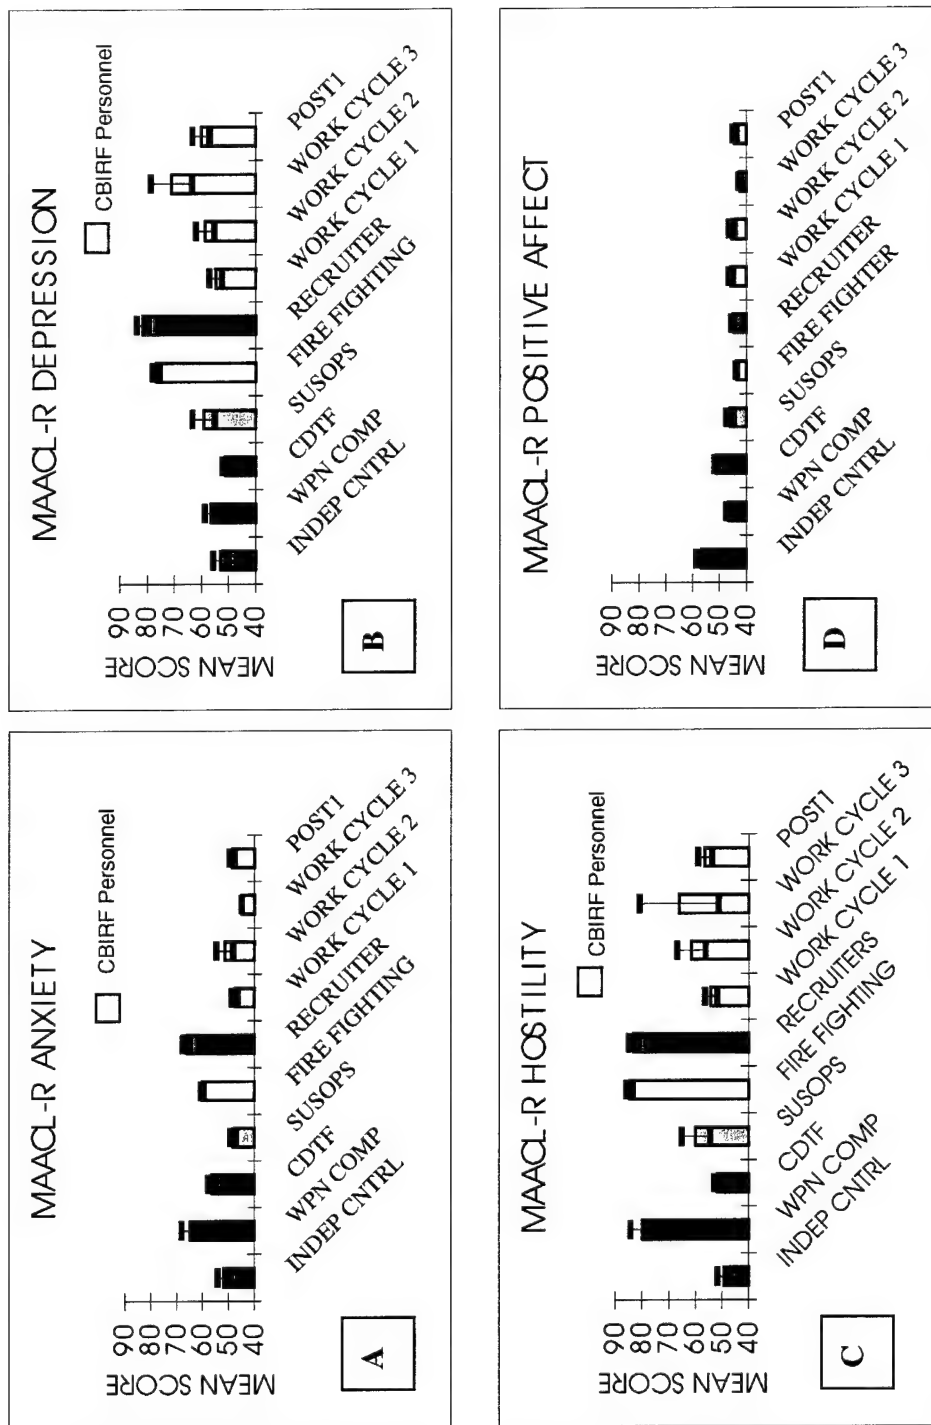 MAACL-R ANXIETY
CBIRF Personnel
MEAN SCORE
90
80
70
60
50
40
INDEP CNTRL
WPN COMP
CDTF
SUSOPS
FIRE FIGHTING
RECRUITER
WORK CYCLE 1
WORK CYCLE 2
WORK CYCLE 3
POST1
A
MAACL-R DEPRESSION
CBIRF Personnel
MEAN SCORE
90
80
70
60
50
40
INDEP CNTRL
WPN COMP
CDTF
SUSOPS
FIRE FIGHTING
RECRUITER
WORK CYCLE 1
WORK CYCLE 2
WORK CYCLE 3
POST1
B
MAACL-R HOSTILITY
CBIRF Personnel
MEAN SCORE
90
80
70
60
50
40
INDEP CNTRL
WPN COMP
CDTF
SUSOPS
FIRE FIGHTING
RECRUITERS
WORK CYCLE 1
WORK CYCLE 2
WORK CYCLE 3
POST1
C
MAACL-R POSITIVE AFFECT
MEAN SCORE
90
80
70
60
50
40
INDEP CNTRL
WPN COMP
CDTF
SUSOPS
FIRE FIGHTER
RECRUITER
WORK CYCLE 1
WORK CYCLE 2
WORK CYCLE 3
POST1
D